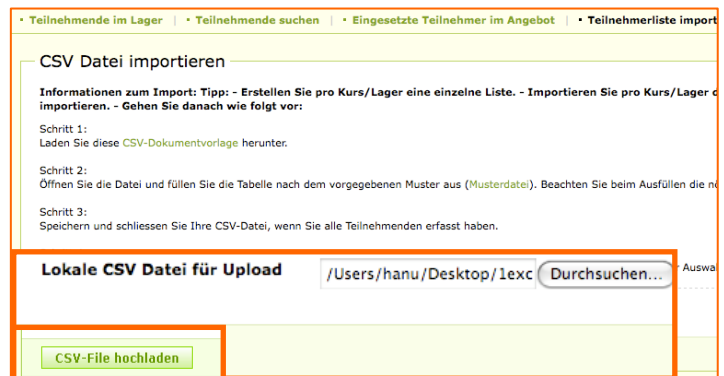 Teilnehmende im Lager | Teilnehmende suchen | Eingesetzte Teilnehmer im Angebot | Teilnehmerliste import
CSV Datei importieren
Informationen zum Import: Tipp: - Erstellen Sie pro Kurs/Lager eine einzelne Liste. - Importieren Sie pro Kurs/Lager
importieren. - Gehen Sie danach wie folgt vor:
Schritt 1:
Laden Sie diese CSV-Dokumentvorlage herunter.
Schritt 2:
Öffnen Sie die Datei und füllen Sie die Tabelle nach dem vorgegebenen Muster aus (Musterdatei). Beachten Sie beim Ausfüllen die
Schritt 3:
Speichern und schliessen Sie Ihre CSV-Datei, wenn Sie alle Teilnehmenden erfasst haben.
Lokale CSV Datei für Upload /Users/hanu/Desktop/1exc Durchsuchen...
CSV-File hochladen